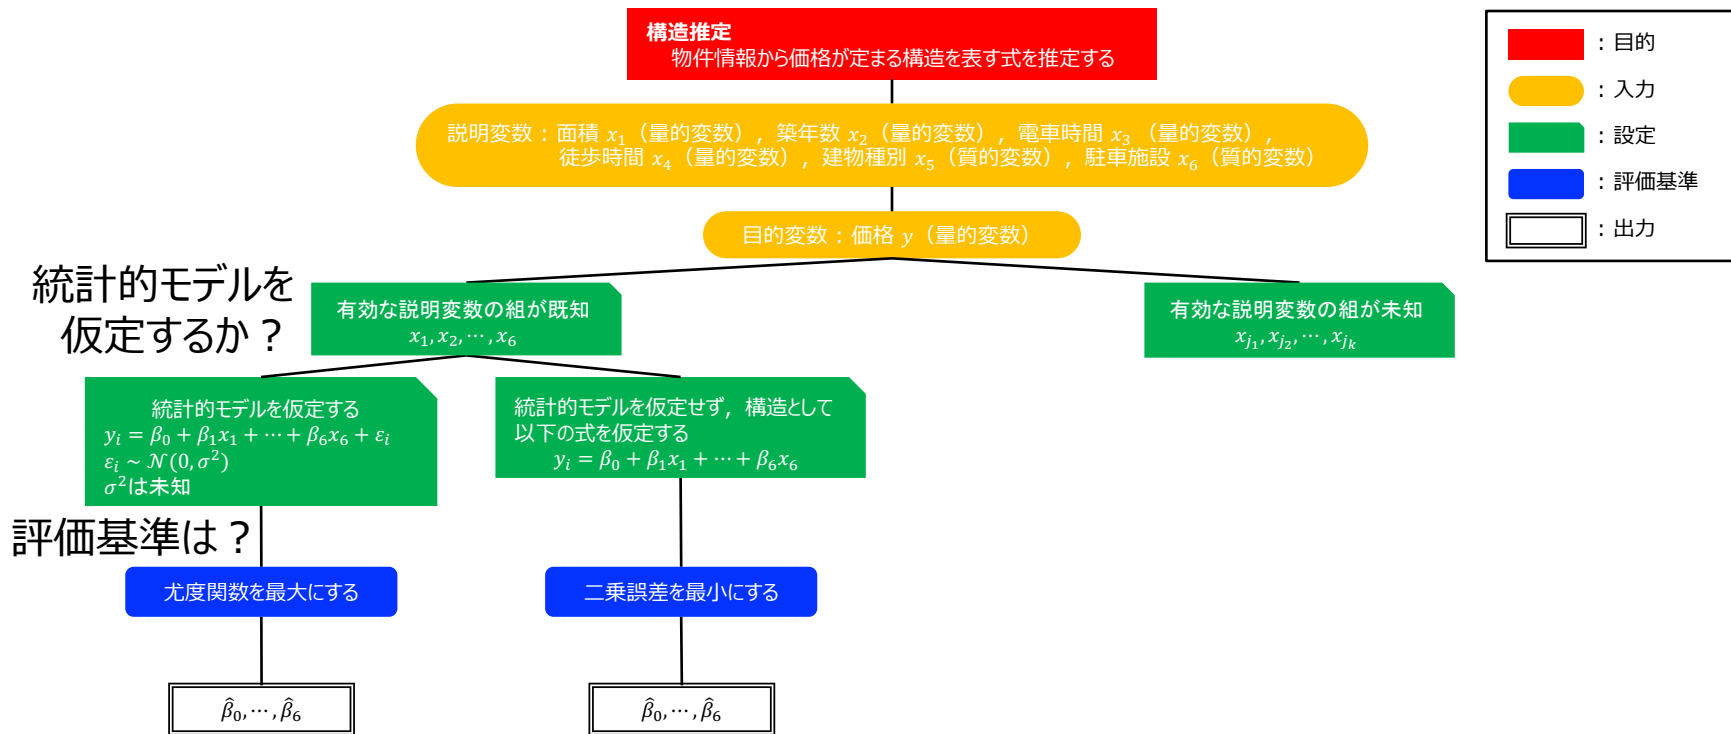 構造推定
物件情報から価格が定まる構造を表す式を推定する
説明変数：面積 x₁（量的変数）, 築年数 x₂（量的変数）, 電車時間 x₃（量的変数）,
徒歩時間 x₄（量的変数）, 建物種別 x₅（質的変数）, 駐車施設 x₆（質的変数）
目的変数：価格 y（量的変数）
統計的モデルを
仮定するか？
有効な説明変数の組が既知
x₁, x₂, ⋯, x₆
有効な説明変数の組が未知
x_{j₁}, x_{j₂}, ⋯, x_{jₖ}
統計的モデルを仮定する
yᵢ = β₀ + β₁x₁ + ⋯ + β₆x₆ + εᵢ
εᵢ ~ 𝒩(0, σ²)
σ²は未知
統計的モデルを仮定せず，構造として
以下の式を仮定する
yᵢ = β₀ + β₁x₁ + ⋯ + β₆x₆
評価基準は？
尤度関数を最大にする
二乗誤差を最小にする
β̂₀, ⋯, β̂₆
β̂₀, ⋯, β̂₆
：目的
：入力
：設定
：評価基準
：出力